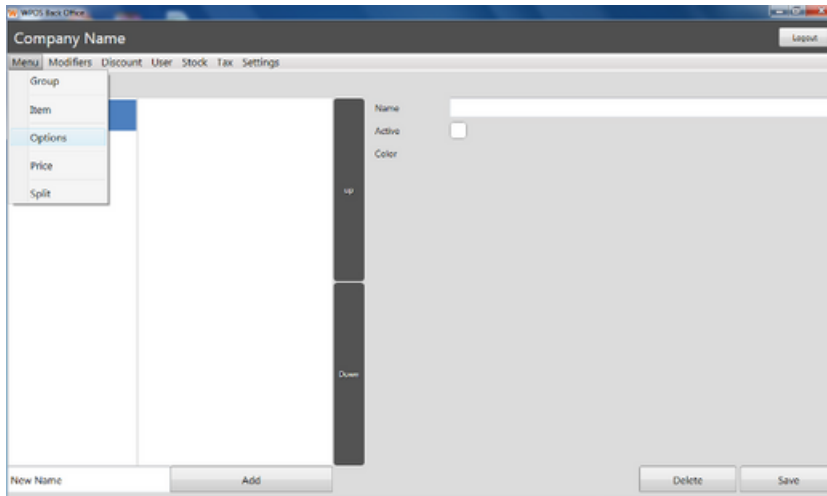 WPOS Back Office
Company Name
Logout
Menu Modifiers Discount User Stock Tax Settings
Group
Item
Options
Price
Split
Name
Active
Color
up
Down
New Name
Add
Delete
Save